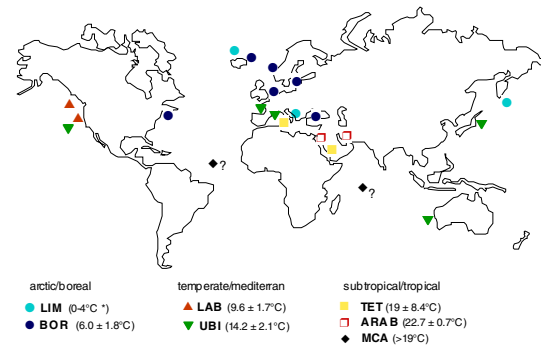 ?
?
arctic/boreal
temperate/mediterran
subtropical/tropical
LIM (0-4°C *)
LAB (9.6 ± 1.7°C)
TET (19 ± 8.4°C)
BOR (6.0 ± 1.8°C)
UBI (14.2 ± 2.1°C)
ARAB (22.7 ± 0.7°C)
MCA (>19°C)